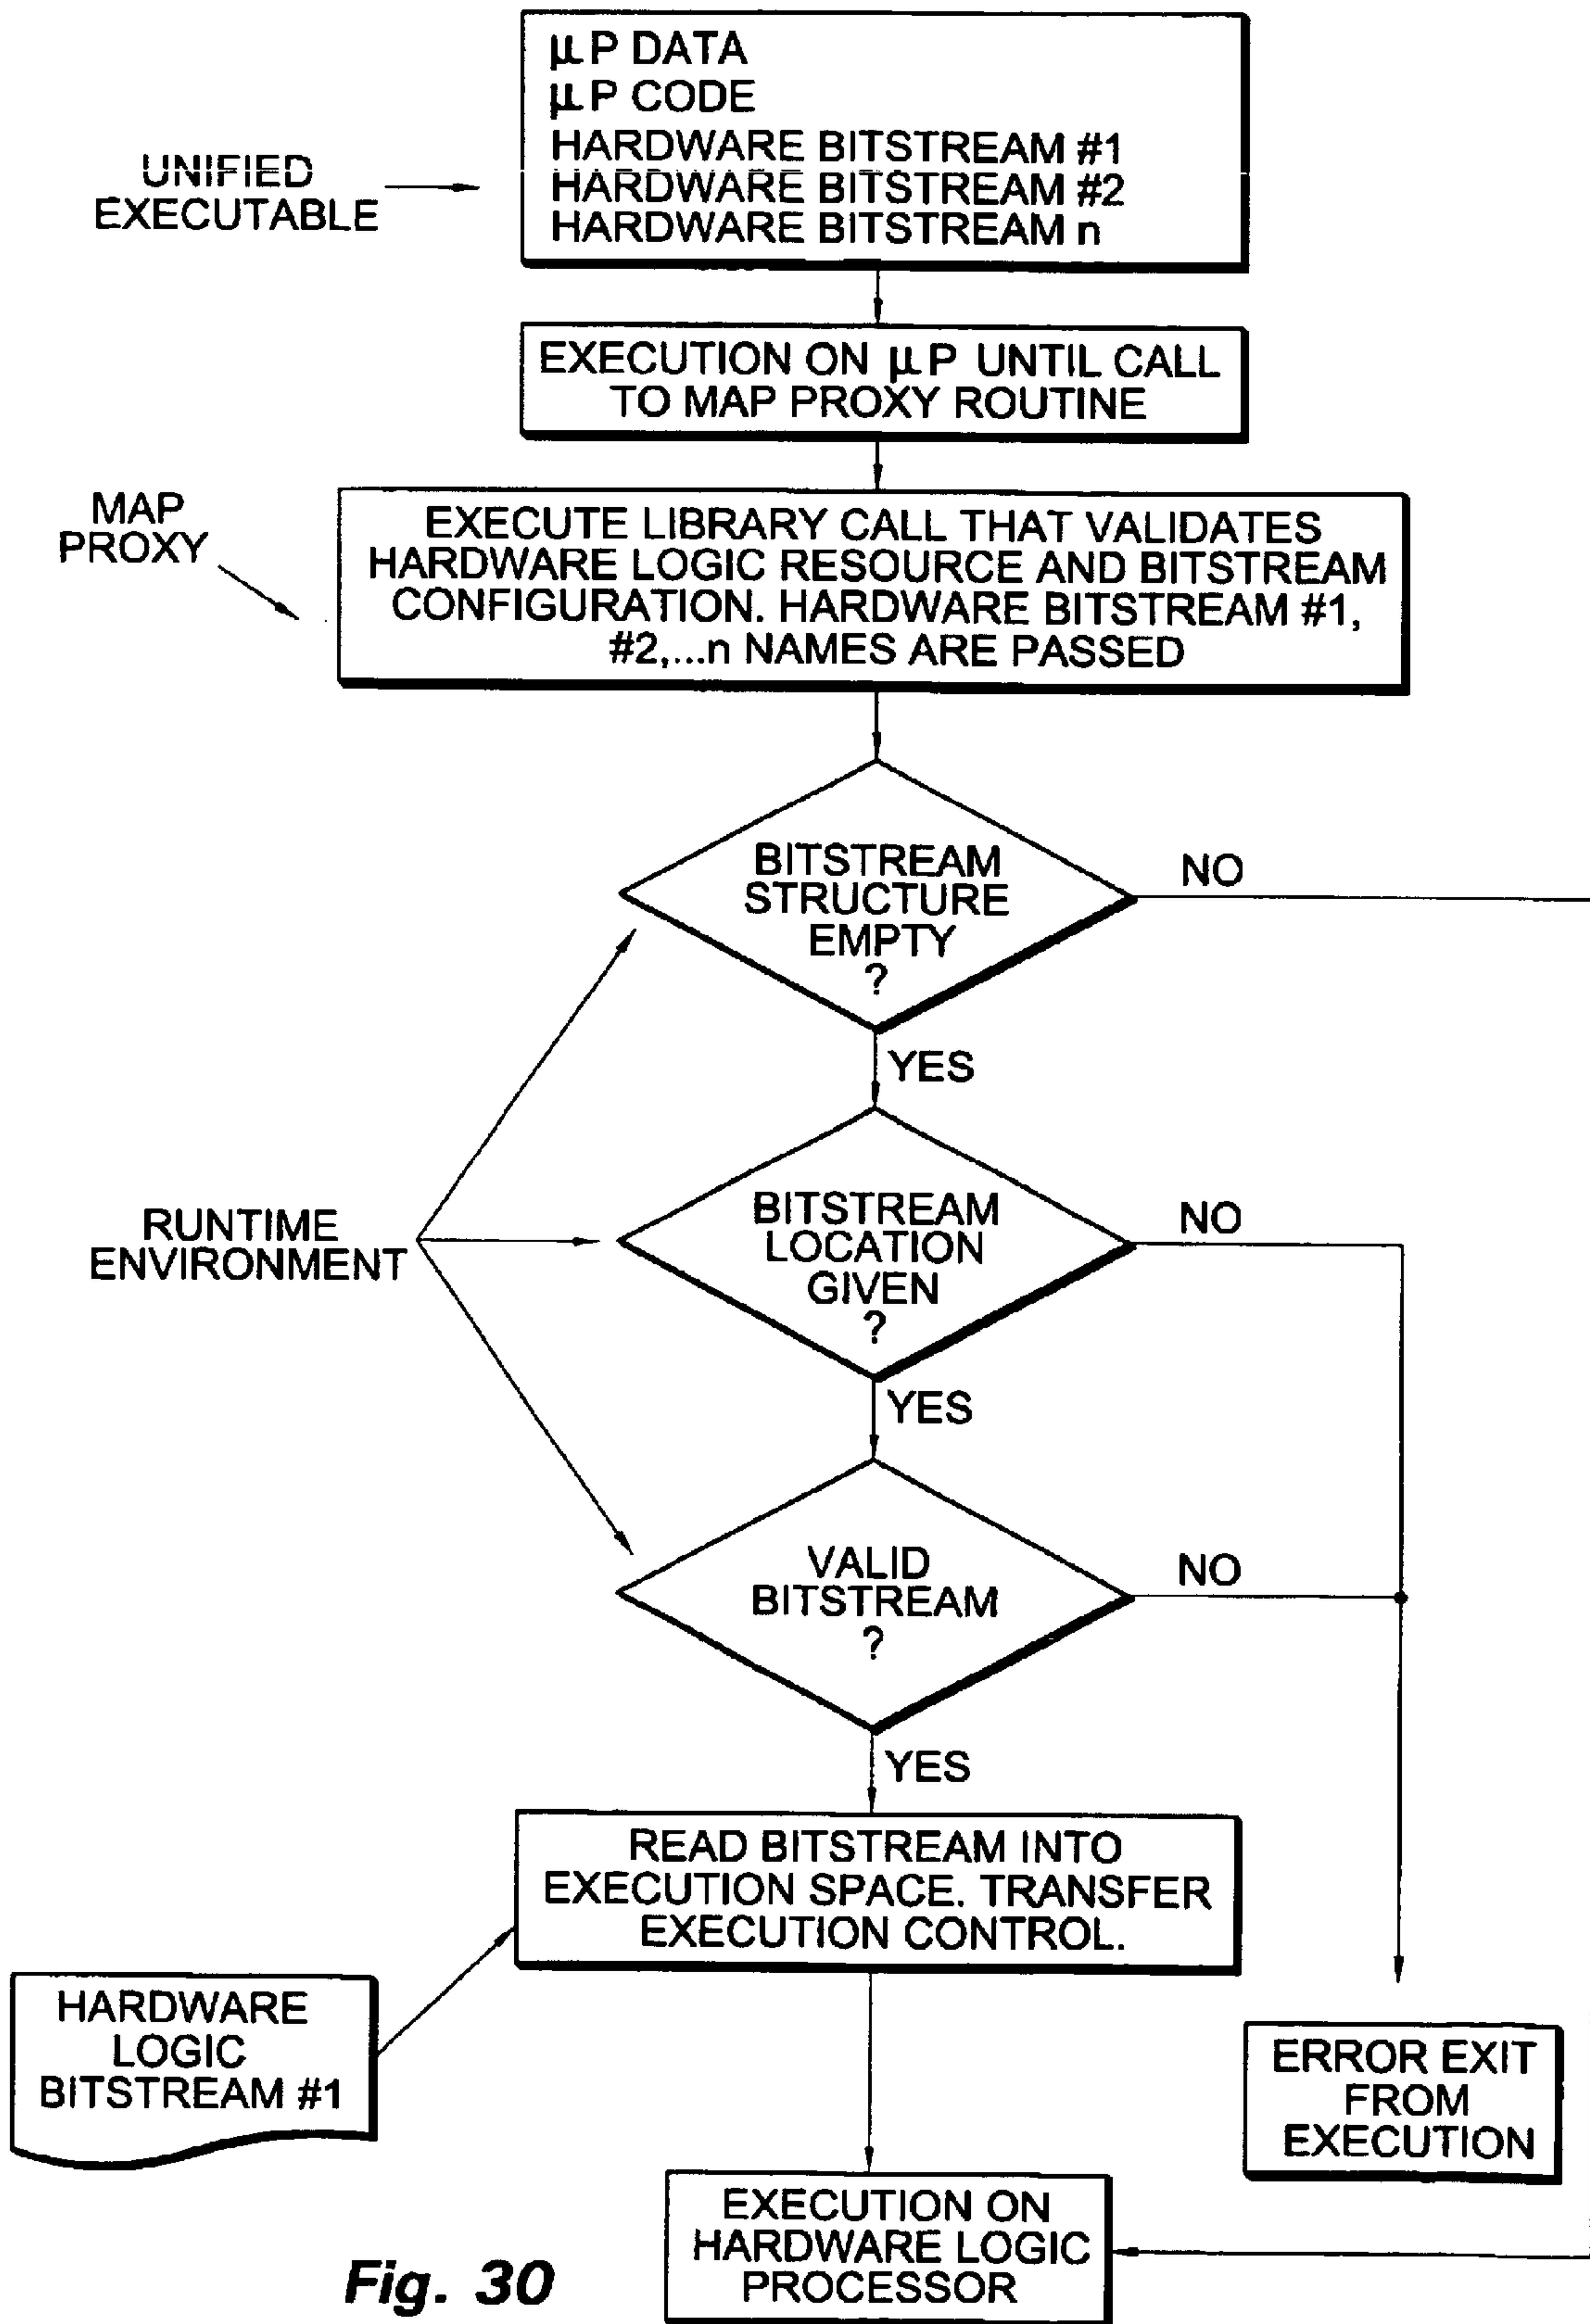 µP DATA
µP CODE
HARDWARE BITSTREAM #1
HARDWARE BITSTREAM #2
HARDWARE BITSTREAM n
UNIFIED
EXECUTABLE
EXECUTION ON µP UNTIL CALL
TO MAP PROXY ROUTINE
MAP
PROXY
EXECUTE LIBRARY CALL THAT VALIDATES
HARDWARE LOGIC RESOURCE AND BITSTREAM
CONFIGURATION. HARDWARE BITSTREAM #1,
#2,...n NAMES ARE PASSED
BITSTREAM
STRUCTURE
EMPTY
?
NO
YES
RUNTIME
ENVIRONMENT
BITSTREAM
LOCATION
GIVEN
?
NO
YES
VALID
BITSTREAM
?
NO
YES
READ BITSTREAM INTO
EXECUTION SPACE. TRANSFER
EXECUTION CONTROL.
HARDWARE
LOGIC
BITSTREAM #1
ERROR EXIT
FROM
EXECUTION
EXECUTION ON
HARDWARE LOGIC
PROCESSOR
Fig. 30